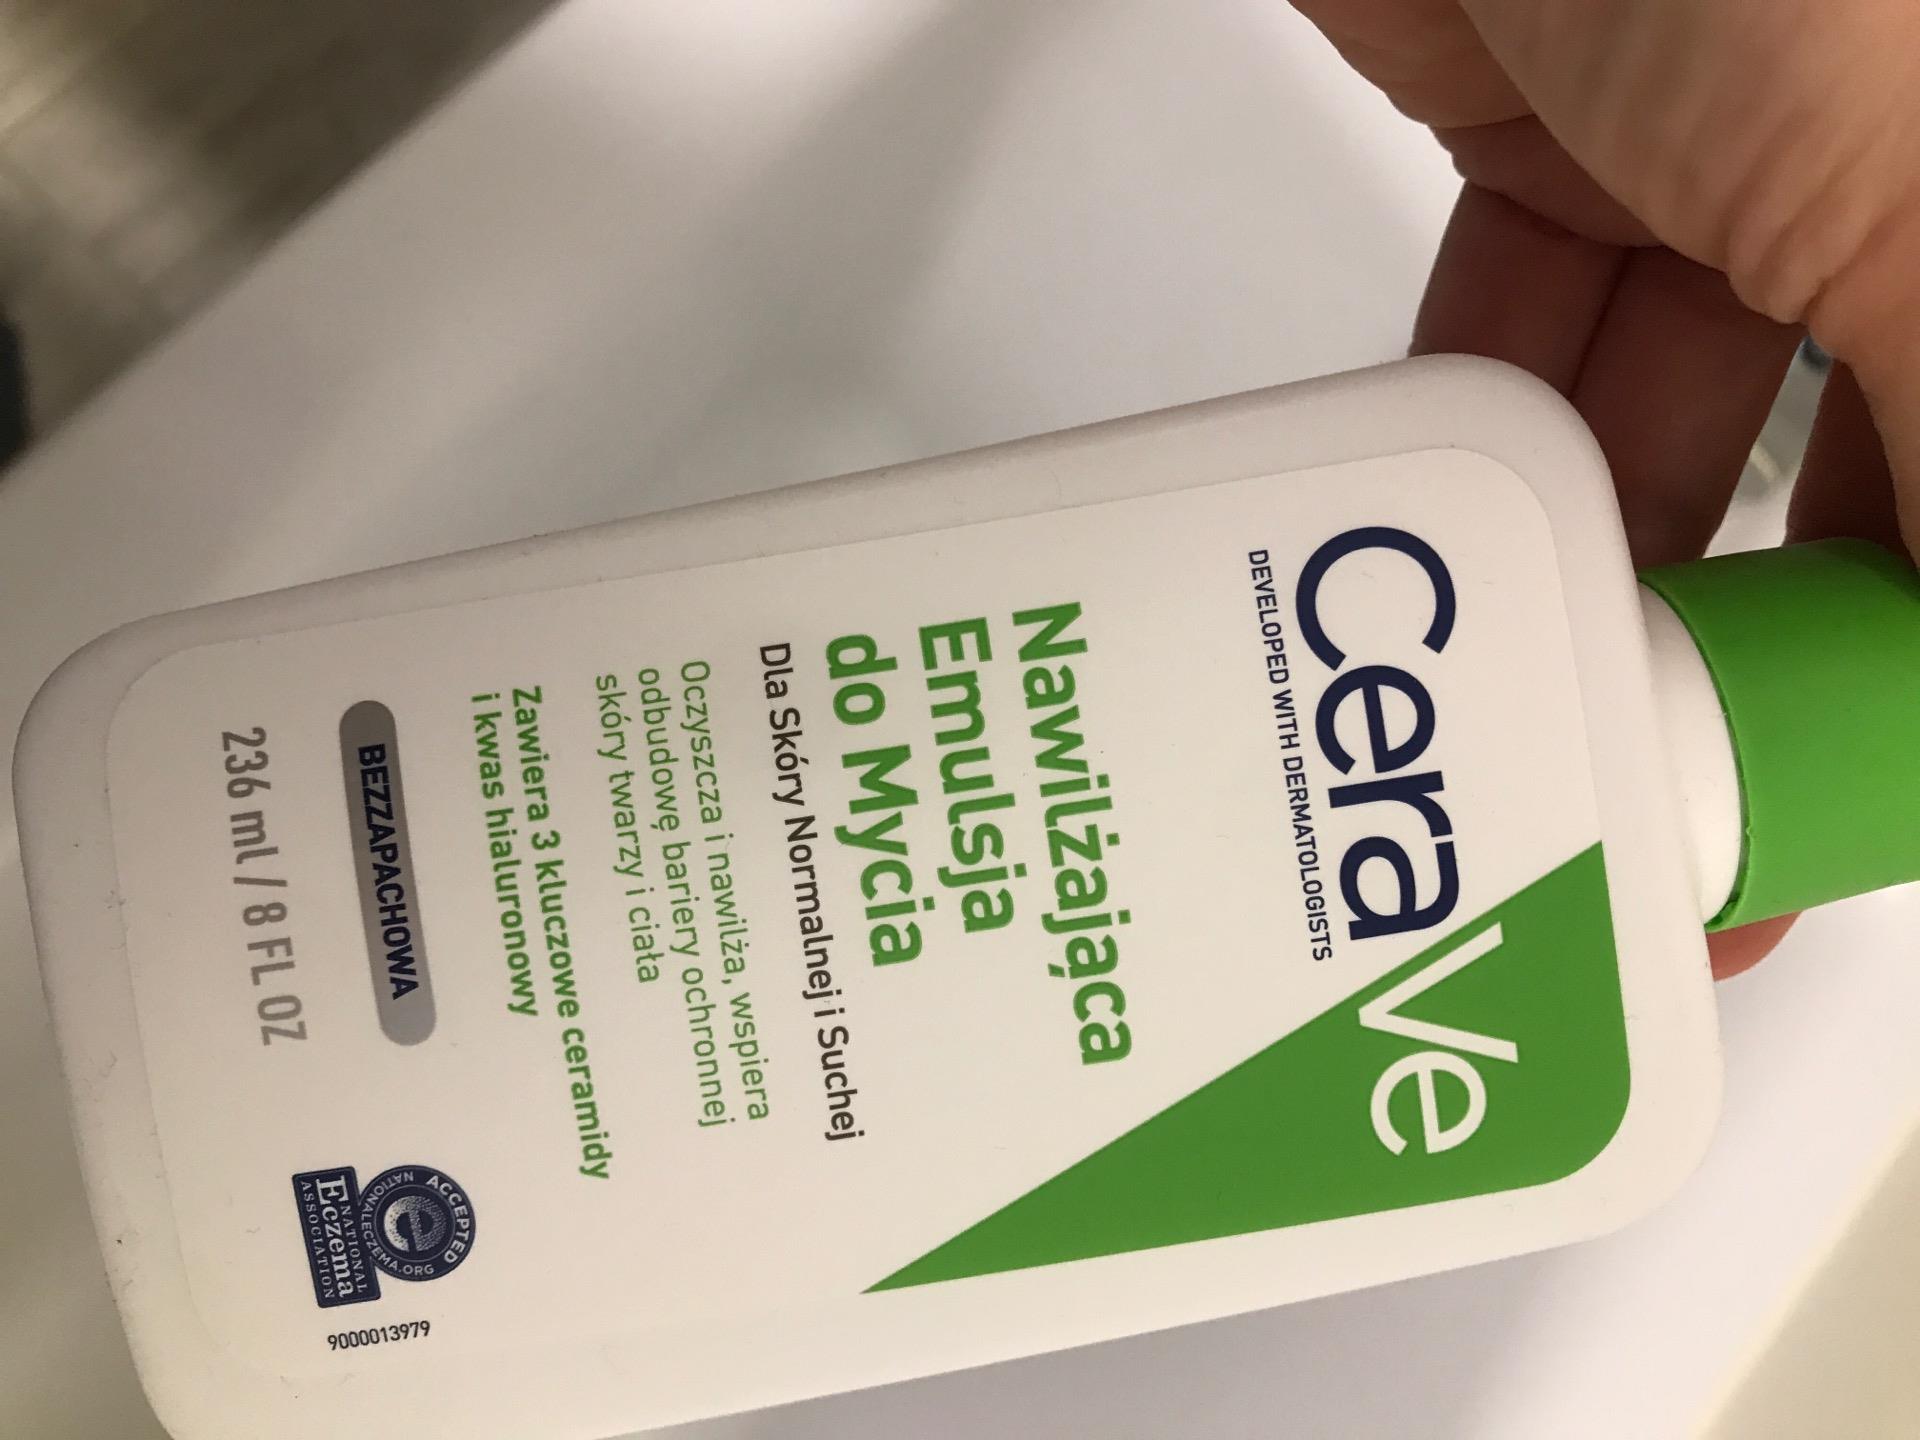 CeraVe
DEVELOPED WITH DERMATOLOGISTS
Nawilżająca
Emulsja
do Mycia
Dla Skóry Normalnej i Suchej
Oczyszcza i nawilża, wspiera
odbudowę bariery ochronnej
skóry twarzy i ciała
Zawiera 3 kluczowe ceramidy
i kwas hialuronowy
BEZZAPACHOWA
236 ml / 8 FL OZ
ACCEPTED
e
NATIONALECZEMA.ORG
NATIONAL
Eczema
ASSOCIATION
9000013979